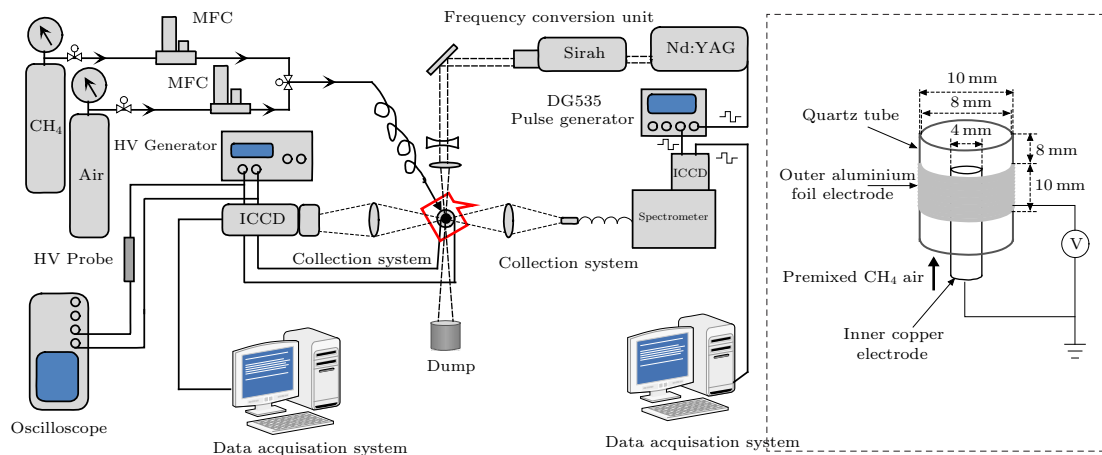 Frequency conversion unit
MFC
Sirah
Nd:YAG
MFC
CH4
Air
HV Generator
DG535
Pulse generator
ICCD
ICCD
Spectrometer
Collection system
Collection system
HV Probe
Oscilloscope
Dump
Data acquisation system
Data acquisation system
10 mm
8 mm
4 mm
Quartz tube
8 mm
Outer aluminium
foil electrode
10 mm
V
Premixed CH4 air
Inner copper
electrode